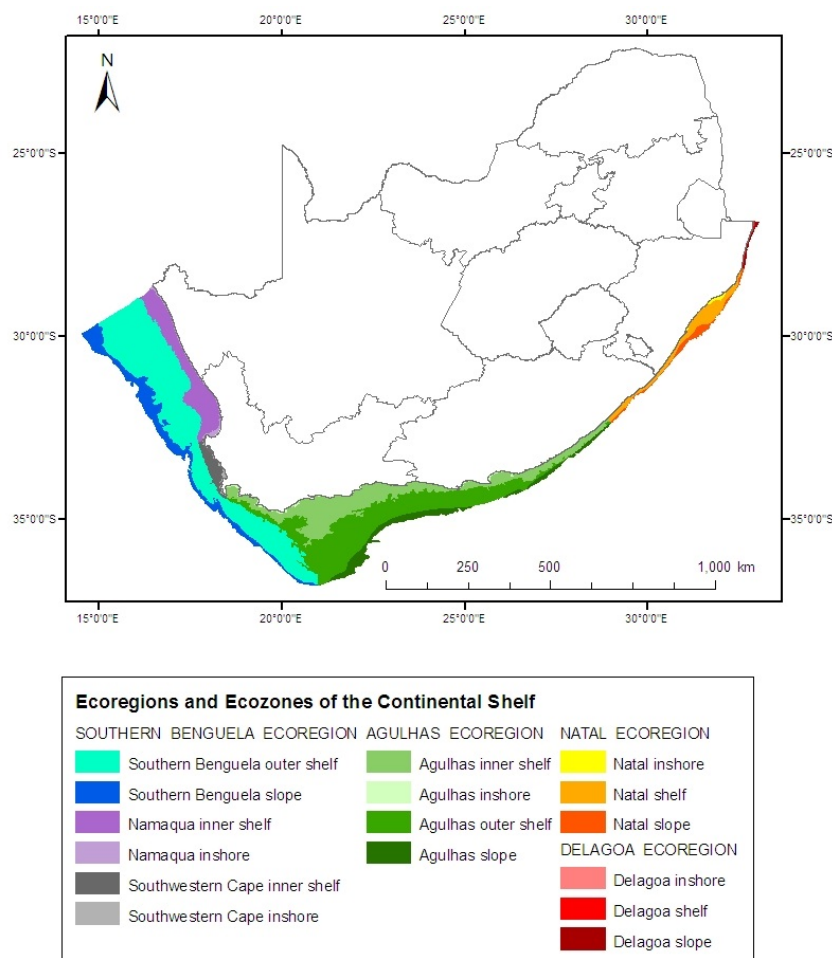 15°0'0"E 20°0'0"E 25°0'0"E 30°0'0"E
N
25°0'0"S 25°0'0"S
30°0'0"S 30°0'0"S
35°0'0"S 35°0'0"S
0 250 500 1,000 km
15°0'0"E 20°0'0"E 25°0'0"E 30°0'0"E
Ecoregions and Ecozones of the Continental Shelf
SOUTHERN BENGUELA ECOREGION
Southern Benguela outer shelf
Southern Benguela slope
Namaqua inner shelf
Namaqua inshore
Southwestern Cape inner shelf
Southwestern Cape inshore
AGULHAS ECOREGION
Agulhas inner shelf
Agulhas inshore
Agulhas outer shelf
Agulhas slope
NATAL ECOREGION
Natal inshore
Natal shelf
Natal slope
DELAGOA ECOREGION
Delagoa inshore
Delagoa shelf
Delagoa slope